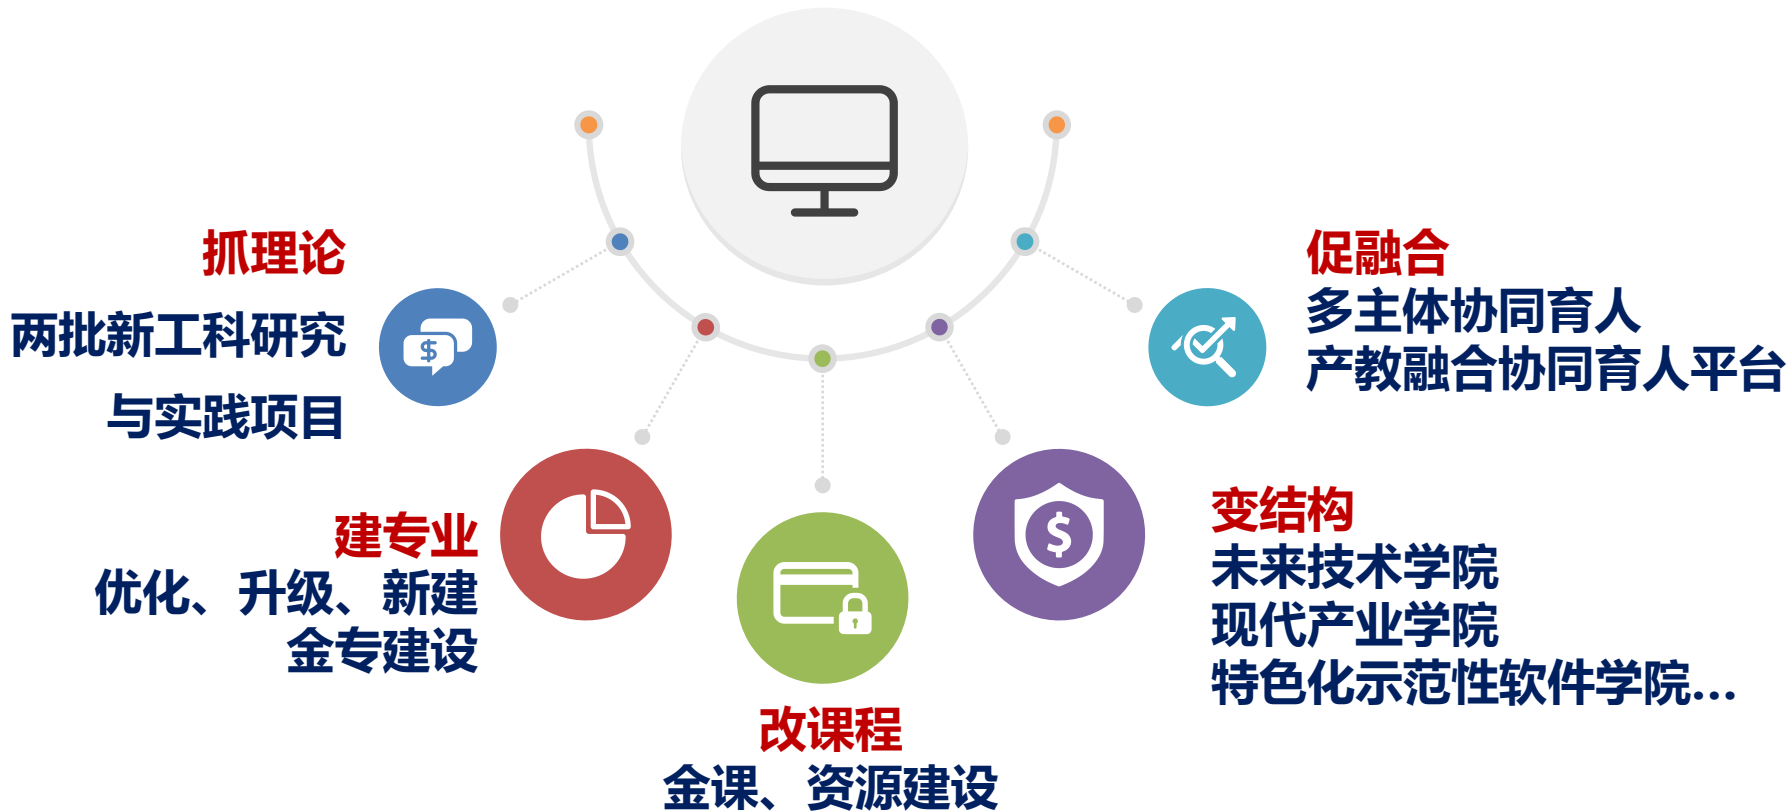 抓理论
两批新工科研究
与实践项目
建专业
优化、升级、新建
金专建设
改课程
金课、资源建设
变结构
未来技术学院
现代产业学院
特色化示范性软件学院...
促融合
多主体协同育人
产教融合协同育人平台
$
$